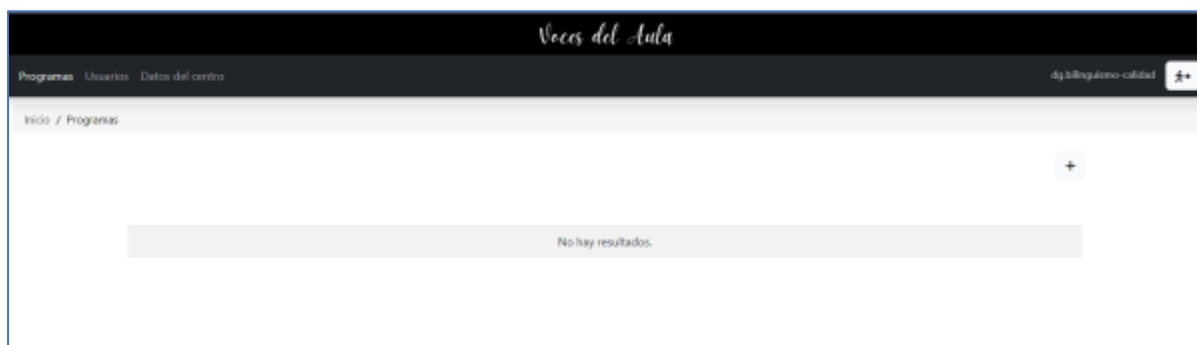 Voces del Aula
Programas Usuarios Datos del centro dg.bilinguismo-calidad
Inicio / Programas
+
No hay resultados.